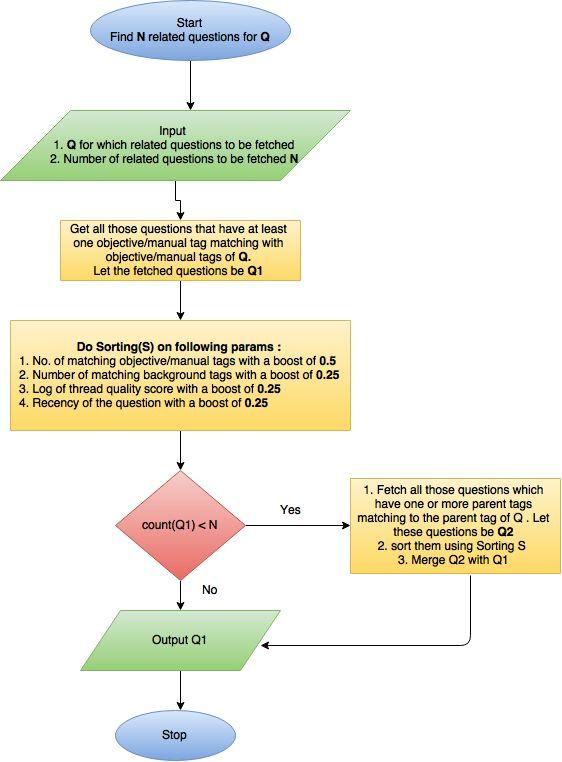 Start
Find N related questions for Q
Input
1. Q for which related questions to be fetched
2. Number of related questions to be fetched N
Get all those questions that have at least
one objective/manual tag matching with
objective/manual tags of Q.
Let the fetched questions be Q1
Do Sorting(S) on following params :
1. No. of matching objective/manual tags with a boost of 0.5
2. Number of matching background tags with a boost of 0.25
3. Log of thread quality score with a boost of 0.25
4. Recency of the question with a boost of 0.25
count(Q1) < N
Yes
1. Fetch all those questions which
have one or more parent tags
matching to the parent tag of Q . Let
these questions be Q2
2. sort them using Sorting S
3. Merge Q2 with Q1
No
Output Q1
Stop